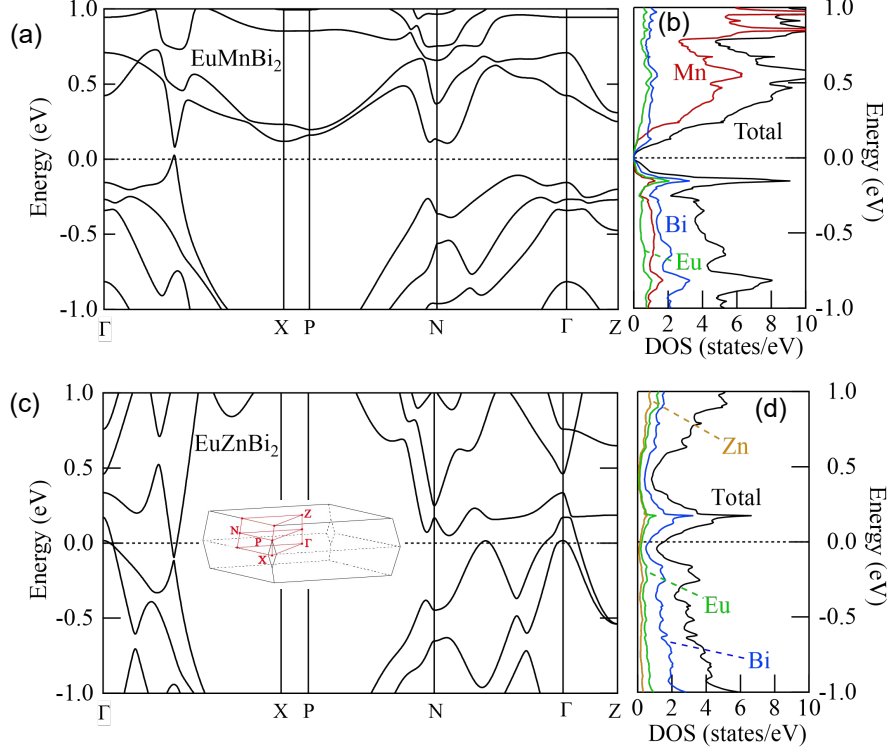 (a)
EuMnBi2
Energy (eV)
1.0
0.5
0.0
-0.5
-1.0
Γ
X
P
N
Γ
Z
(b)
Mn
Total
Bi
Eu
Energy (eV)
1.0
0.5
0.0
-0.5
-1.0
0 2 4 6 8 10
DOS (states/eV)
(c)
EuZnBi2
Energy (eV)
1.0
0.5
0.0
-0.5
-1.0
Z
N
P
Γ
X
Γ
X
P
N
Γ
Z
(d)
Zn
Total
Eu
Bi
Energy (eV)
1.0
0.5
0.0
-0.5
-1.0
0 2 4 6 8 10
DOS (states/eV)